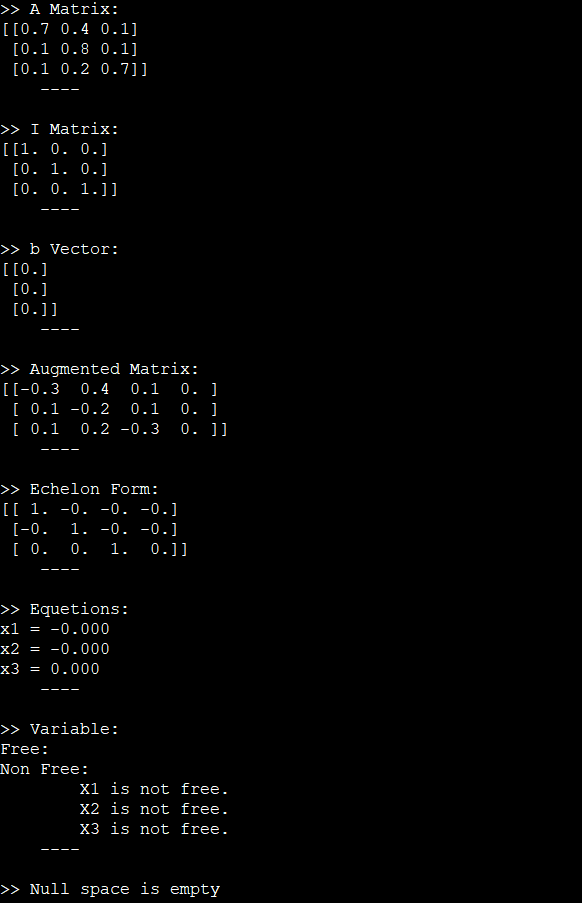 >> A Matrix:
[[0.7 0.4 0.1]
 [0.1 0.8 0.1]
 [0.1 0.2 0.7]]
    ----
>> I Matrix:
[[1. 0. 0.]
 [0. 1. 0.]
 [0. 0. 1.]]
    ----
>> b Vector:
[[0.]
 [0.]
 [0.]]
    ----
>> Augmented Matrix:
[[-0.3  0.4  0.1  0. ]
 [ 0.1 -0.2  0.1  0. ]
 [ 0.1  0.2 -0.3  0. ]]
    ----
>> Echelon Form:
[[ 1. -0. -0. -0.]
 [-0.  1. -0. -0.]
 [ 0.  0.  1.  0.]]
    ----
>> Equetions:
x1 = -0.000
x2 = -0.000
x3 = 0.000
    ----
>> Variable:
Free:
Non Free:
        X1 is not free.
        X2 is not free.
        X3 is not free.
    ----
>> Null space is empty